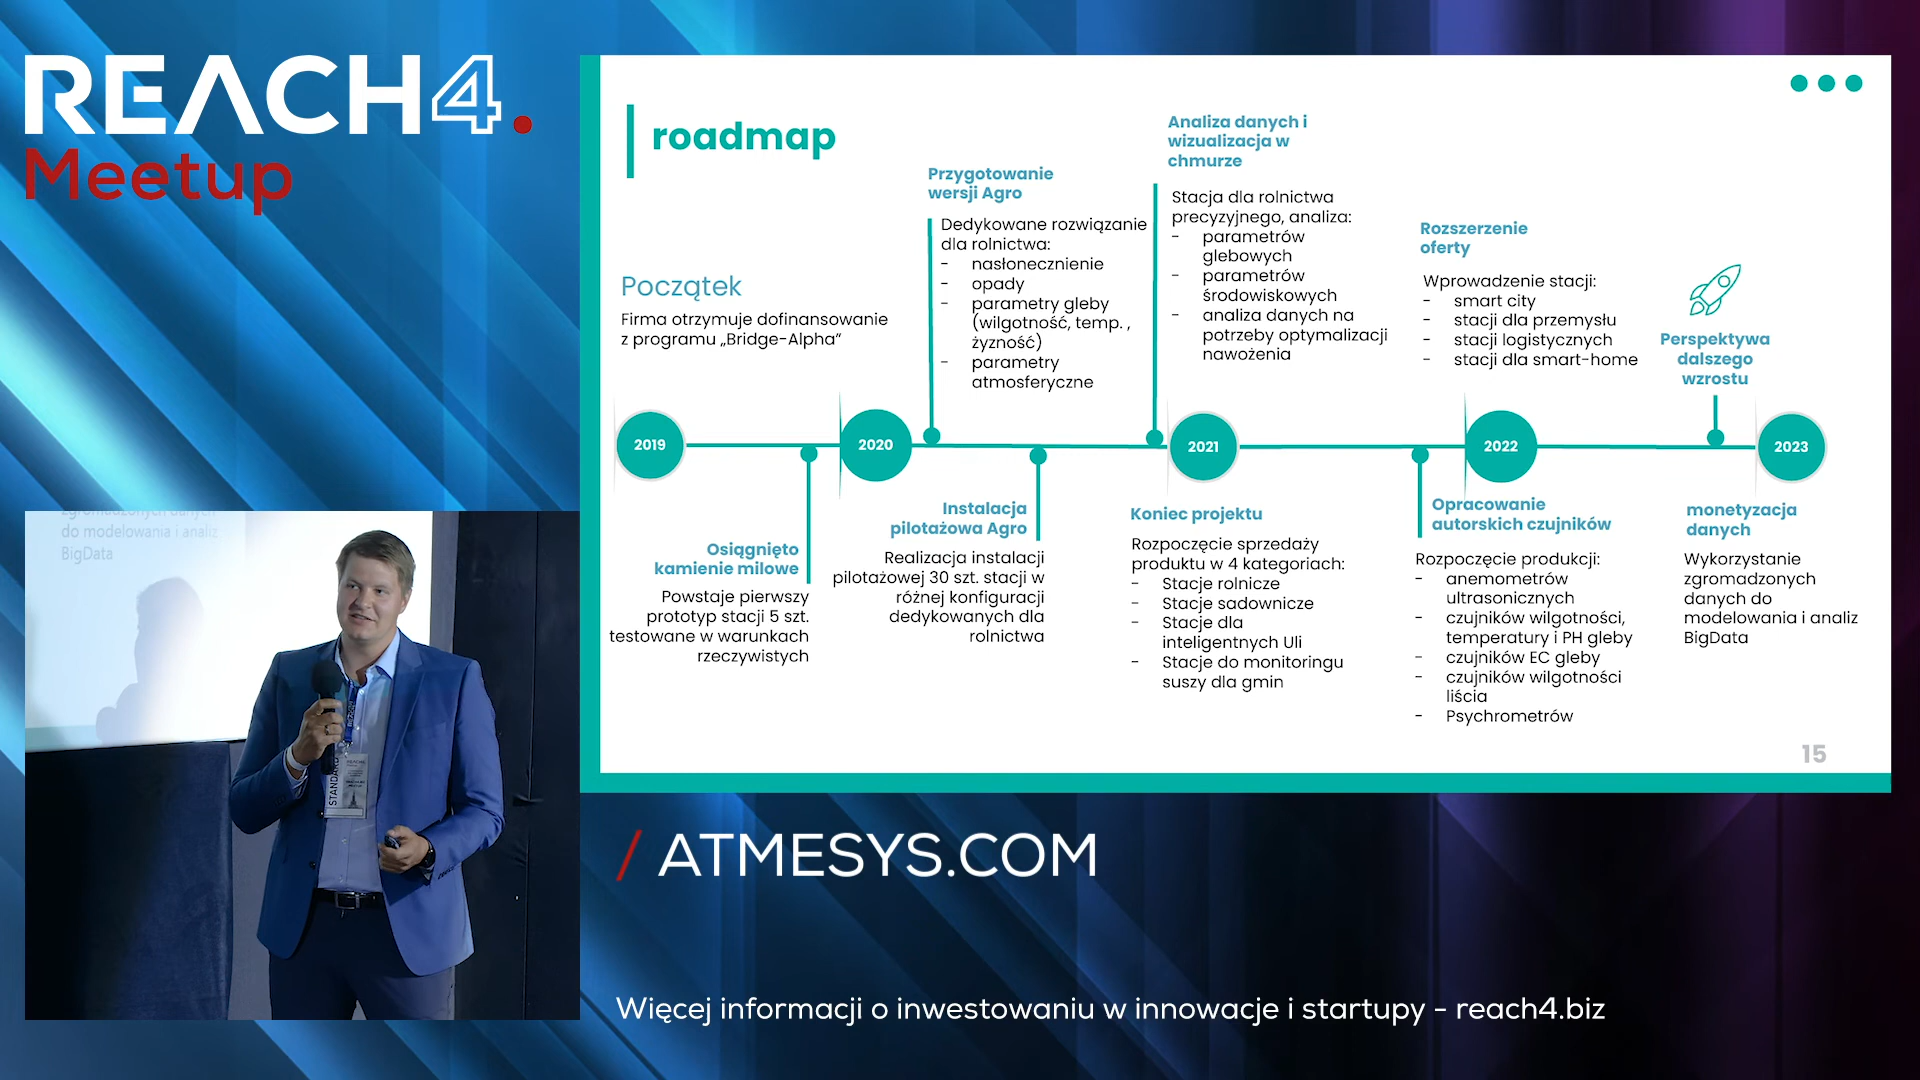 REACH4.
Meetup
roadmap
Początek
Firma otrzymuje dofinansowanie
z programu „Bridge-Alpha”
Przygotowanie
wersji Agro
Dedykowane rozwiązanie
dla rolnictwa:
- nasłonecznienie
- opady
- parametry gleby
(wilgotność, temp. ,
żyzność)
- parametry
atmosferyczne
Analiza danych i
wizualizacja w
chmurze
Stacja dla rolnictwa
precyzyjnego, analiza:
- parametrów
glebowych
- parametrów
środowiskowych
- analiza danych na
potrzeby optymalizacji
nawożenia
Rozszerzenie
oferty
Wprowadzenie stacji:
- smart city
- stacji dla przemysłu
- stacji logistycznych
- stacji dla smart-home
Perspektywa
dalszego
wzrostu
2019
2020
2021
2022
2023
Osiągnięto
kamienie milowe
Powstaje pierwszy
prototyp stacji 5 szt.
testowane w warunkach
rzeczywistych
Instalacja
pilotażowa Agro
Realizacja instalacji
pilotażowej 30 szt. stacji w
różnej konfiguracji
dedykowanych dla
rolnictwa
Koniec projektu
Rozpoczęcie sprzedaży
produktu w 4 kategoriach:
- Stacje rolnicze
- Stacje sadownicze
- Stacje dla
inteligentnych Uli
- Stacje do monitoringu
suszy dla gmin
Opracowanie
autorskich czujników
Rozpoczęcie produkcji:
- anemometrów
ultrasonicznych
- czujników wilgotności,
temperatury i PH gleby
- czujników EC gleby
- czujników wilgotności
liścia
- Psychrometrów
monetyzacja
danych
Wykorzystanie
zgromadzonych
danych do
modelowania i analiz
BigData
15
zgromadzonych danych
do modelowania i analiz
BigData
STANDARD
/ ATMESYS.COM
Więcej informacji o inwestowaniu w innowacje i startupy - reach4.biz